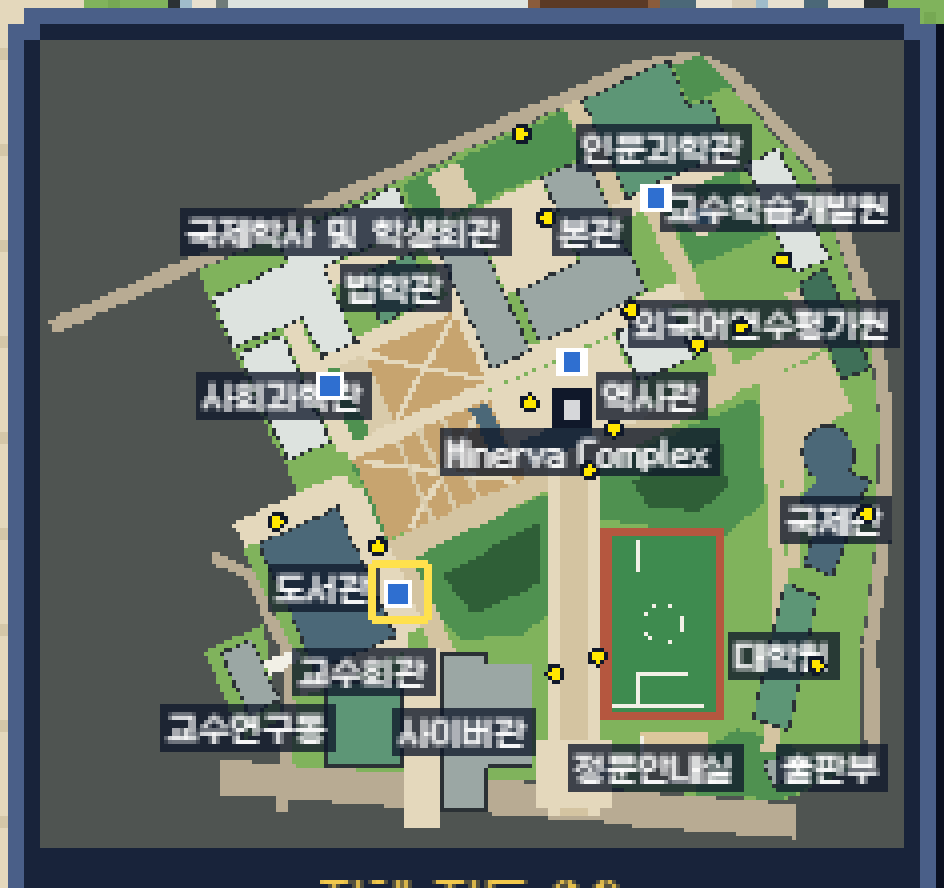 인문과학관
교수학습개발원
국제학사 및 학생회관
본관
법학관
외국어연수평가원
사회과학관
역사관
Minerva Complex
국제관
도서관
대학원
교수회관
교수연구동
사이버관
정문안내실
출판부